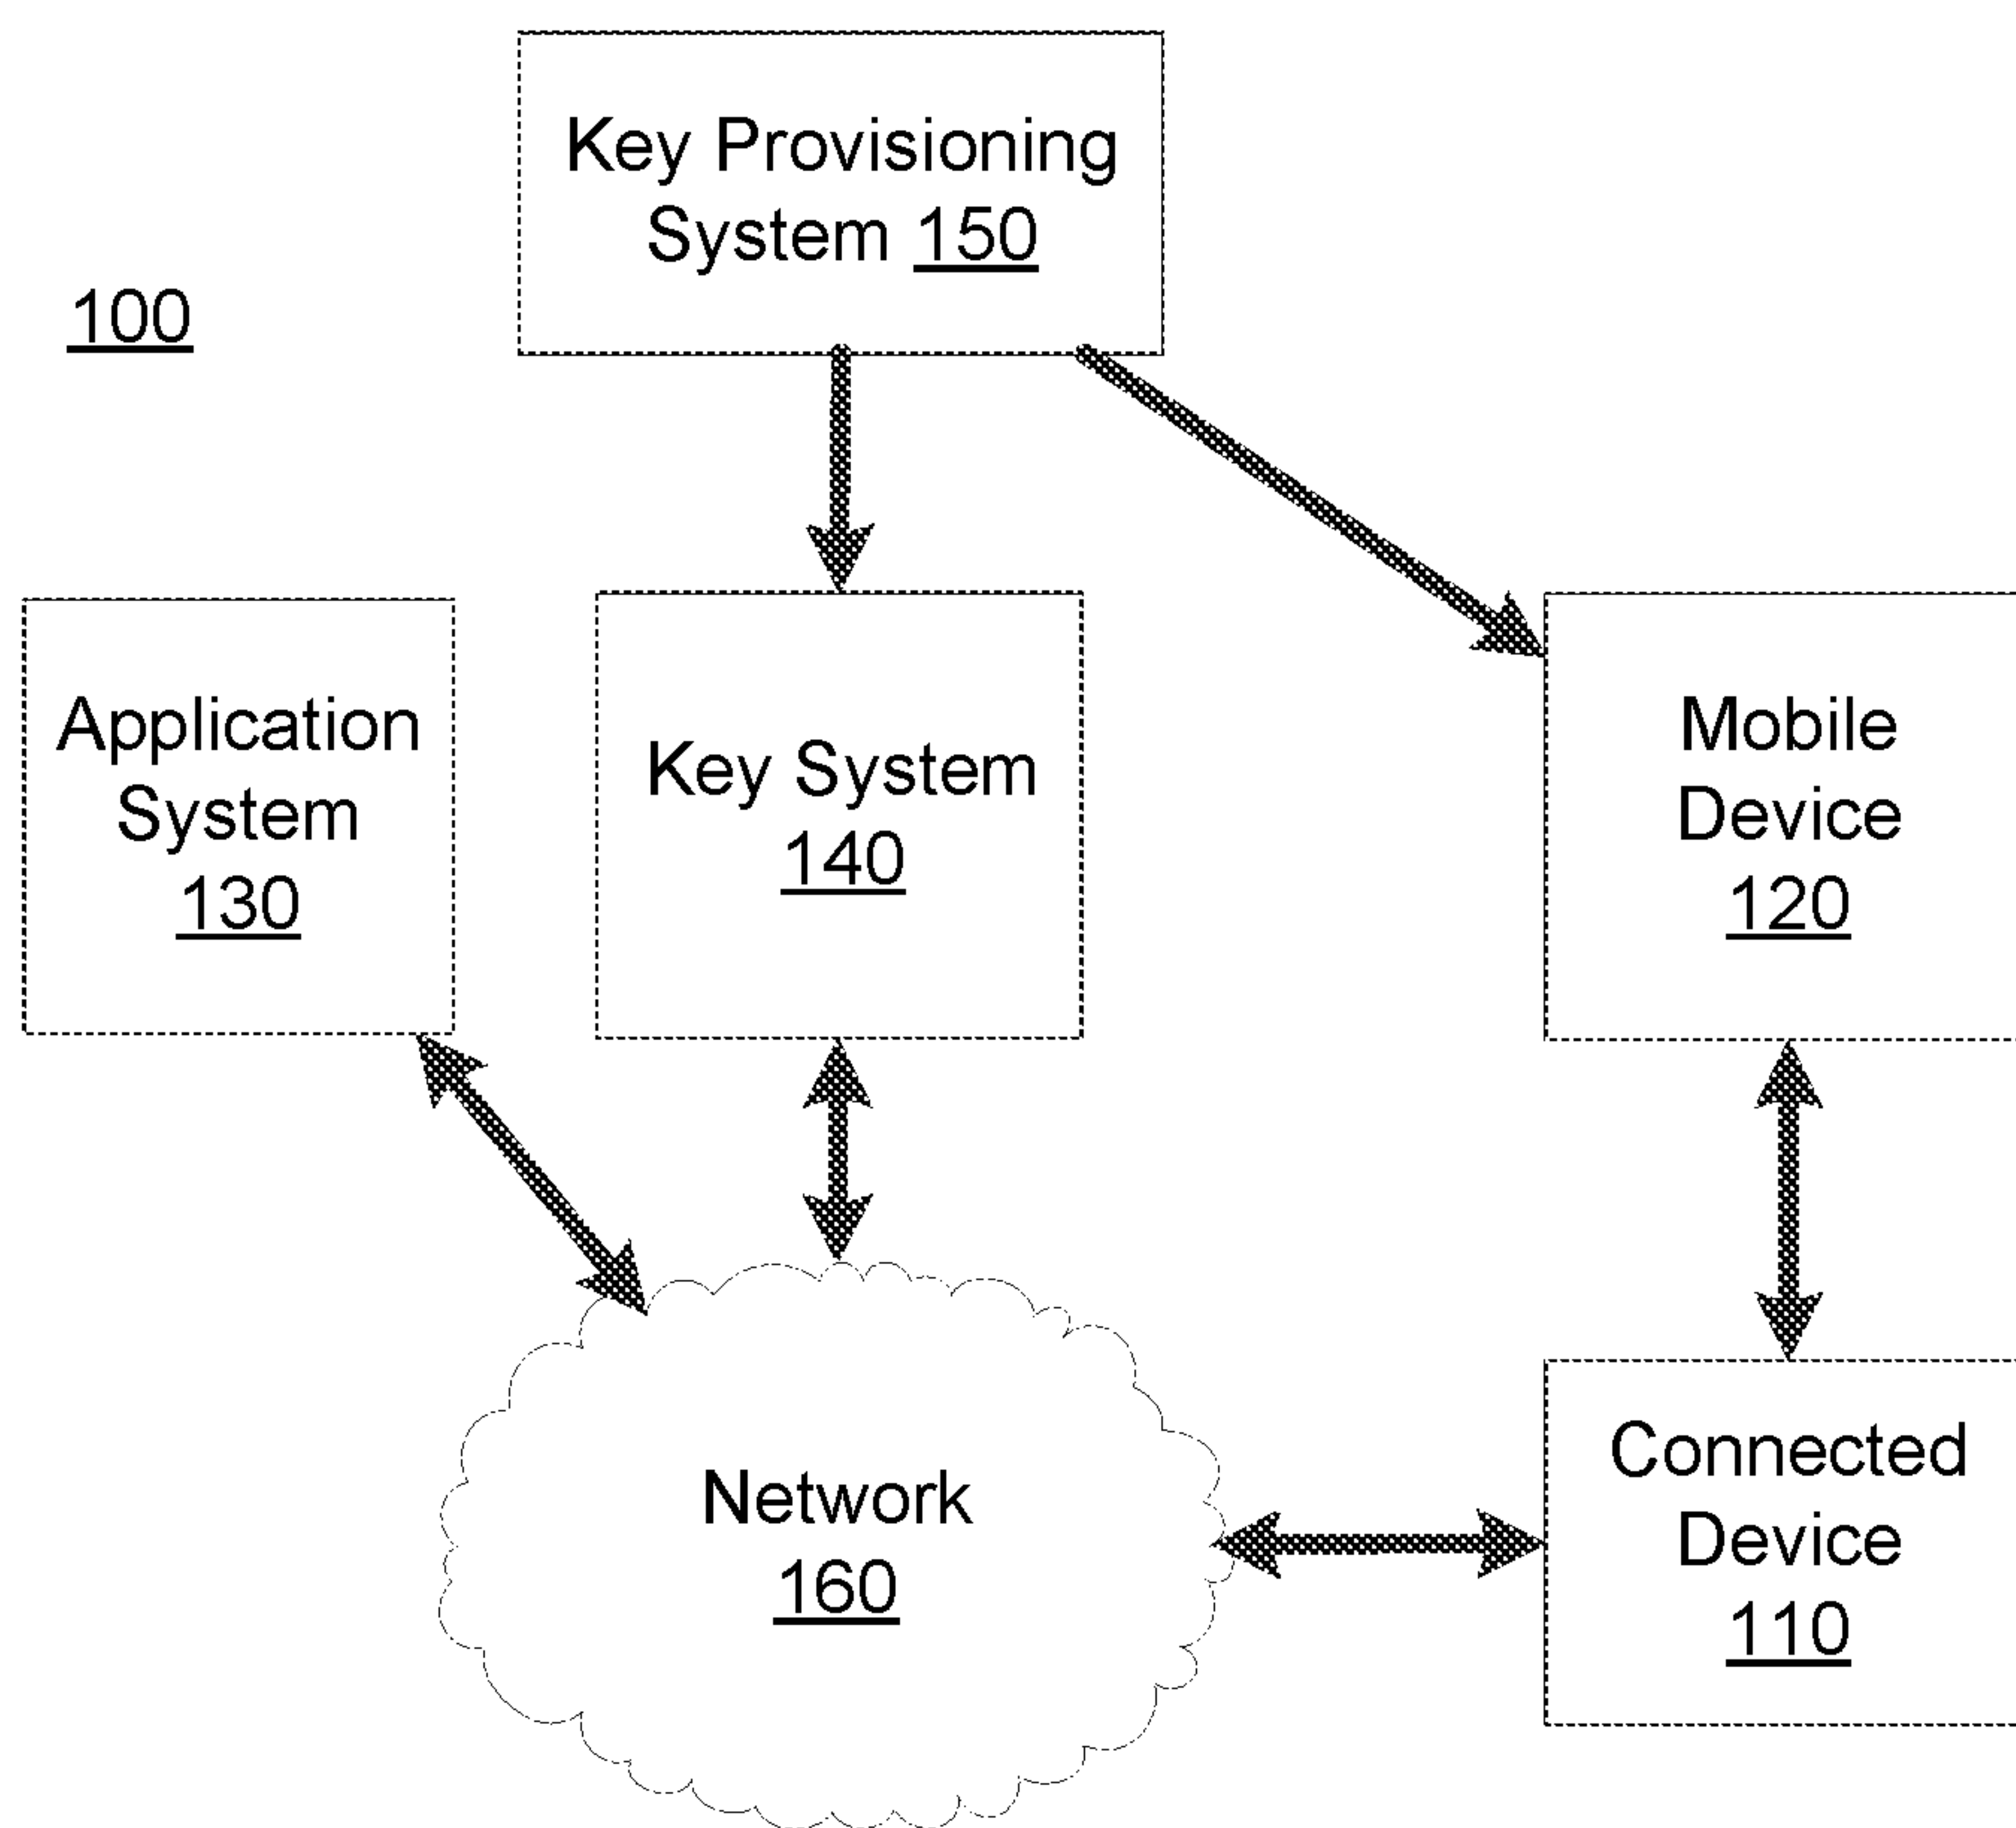 Key Provisioning
System 150
100
Application
System
130
Key System
140
Mobile
Device
120
Network
160
Connected
Device
110